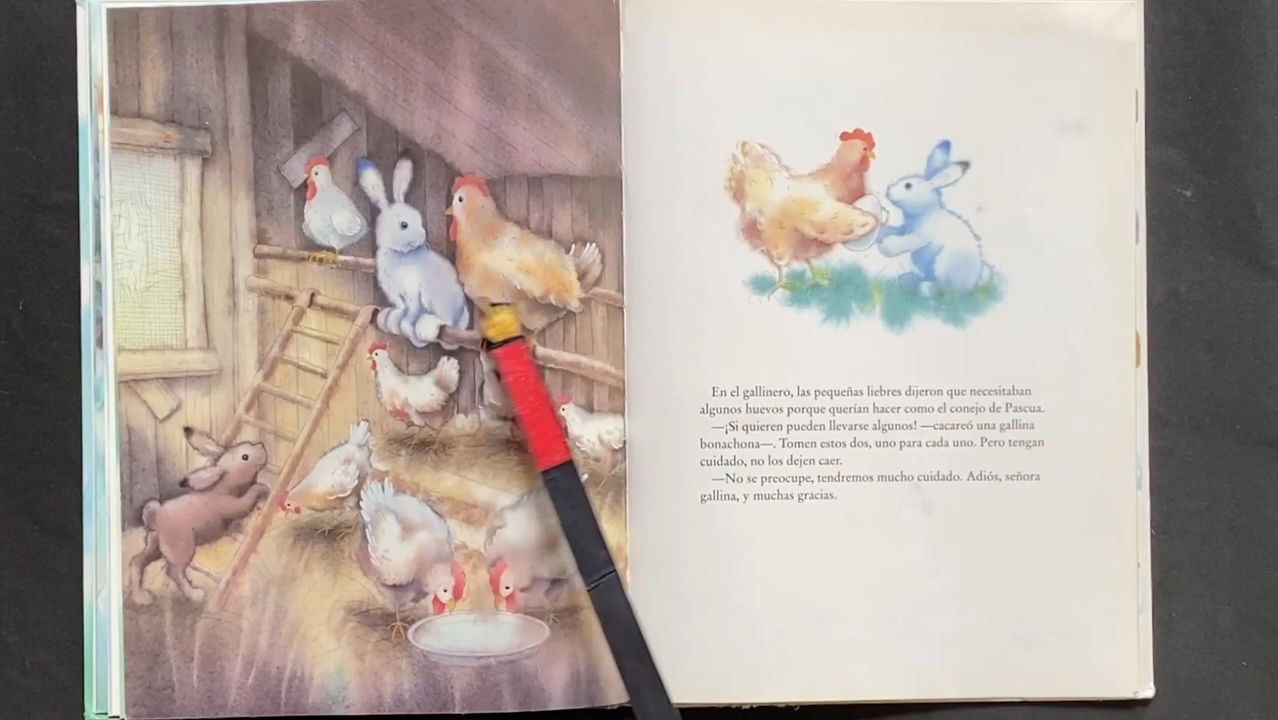 En el gallinero, las pequeñas liebres dijeron que necesitaban
algunos huevos porque querían hacer como el conejo de Pascua.
—¡Si quieren pueden llevarse algunos! —cacareó una gallina
bonachona—. Tomen estos dos, uno para cada uno. Pero tengan
cuidado, no los dejen caer.
—No se preocupe, tendremos mucho cuidado. Adiós, señora
gallina, y muchas gracias.